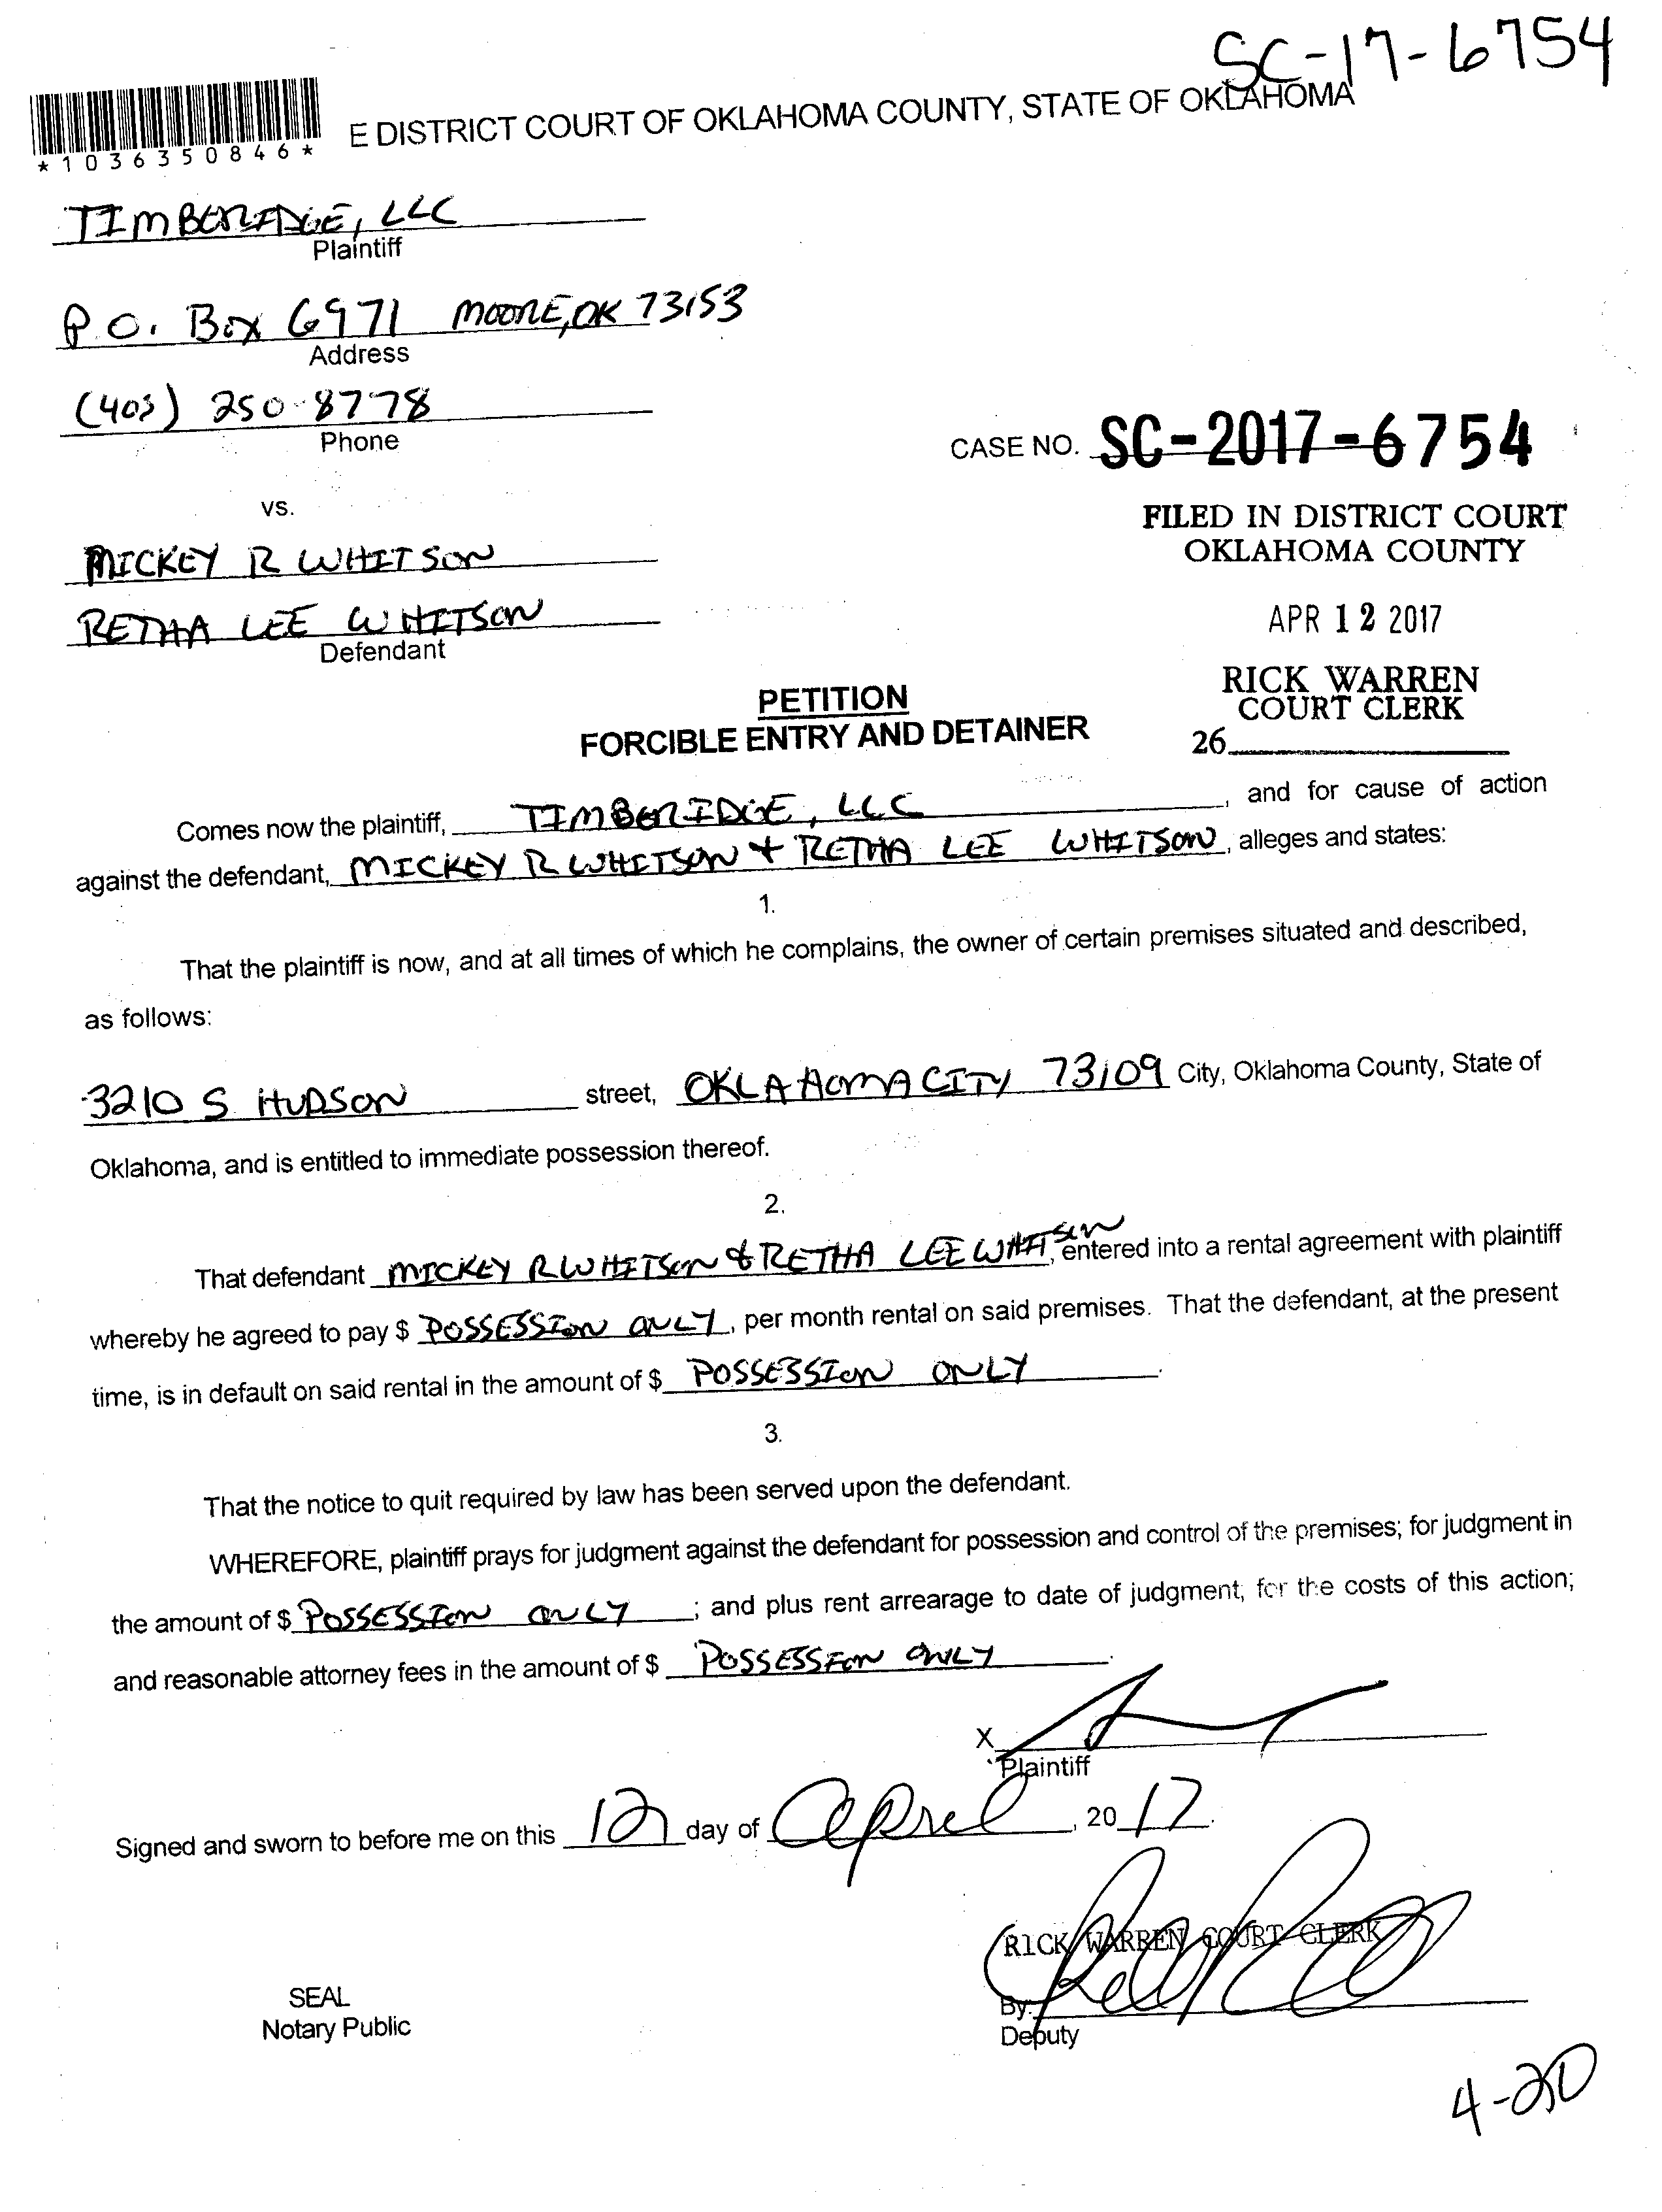 SC-17-6754
*1036350846*
E DISTRICT COURT OF OKLAHOMA COUNTY, STATE OF OKLAHOMA
TIMBERIDGE, LLC
Plaintiff
P.O. Box 6971 MOORE, OK 73153
Address
(405) 250-8778
Phone
CASE NO. SC-2017-6754
vs.
FILED IN DISTRICT COURT
OKLAHOMA COUNTY
MICKEY R WHITSON
APR 12 2017
RETHA LEE WHITSON
Defendant
RICK WARREN
COURT CLERK
26
PETITION
FORCIBLE ENTRY AND DETAINER
Comes now the plaintiff, TIMBERIDGE, LLC, and for cause of action
against the defendant, MICKEY R WHITSON + RETHA LEE WHITSON, alleges and states:
1.
That the plaintiff is now, and at all times of which he complains, the owner of certain premises situated and described,
as follows:
3210 S HUDSON street, OKLAHOMA CITY 73109 City, Oklahoma County, State of
Oklahoma, and is entitled to immediate possession thereof.
2.
That defendant MICKEY R WHITSON & RETHA LEE WHITSON, entered into a rental agreement with plaintiff
whereby he agreed to pay $ POSSESSION ONLY, per month rental on said premises. That the defendant, at the present
time, is in default on said rental in the amount of $ POSSESSION ONLY.
3.
That the notice to quit required by law has been served upon the defendant.
WHEREFORE, plaintiff prays for judgment against the defendant for possession and control of the premises; for judgment in
the amount of $ POSSESSION ONLY; and plus rent arrearage to date of judgment; for the costs of this action;
and reasonable attorney fees in the amount of $ POSSESSION ONLY.
X
Plaintiff
Signed and sworn to before me on this 12 day of April, 2017.
RICK WARREN COURT CLERK
SEAL
Notary Public
By:
Deputy
4-20